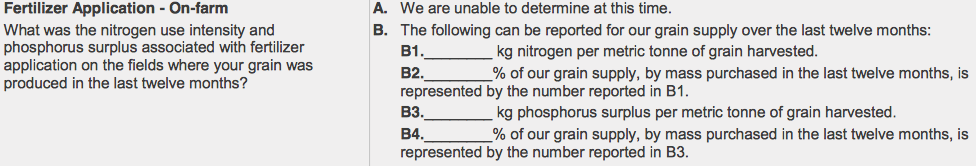 Fertilizer Application - On-farm
What was the nitrogen use intensity and
phosphorus surplus associated with fertilizer
application on the fields where your grain was
produced in the last twelve months?
A. We are unable to determine at this time.
B. The following can be reported for our grain supply over the last twelve months:
B1.________ kg nitrogen per metric tonne of grain harvested.
B2.________% of our grain supply, by mass purchased in the last twelve months, is
represented by the number reported in B1.
B3.________ kg phosphorus surplus per metric tonne of grain harvested.
B4.________% of our grain supply, by mass purchased in the last twelve months, is
represented by the number reported in B3.